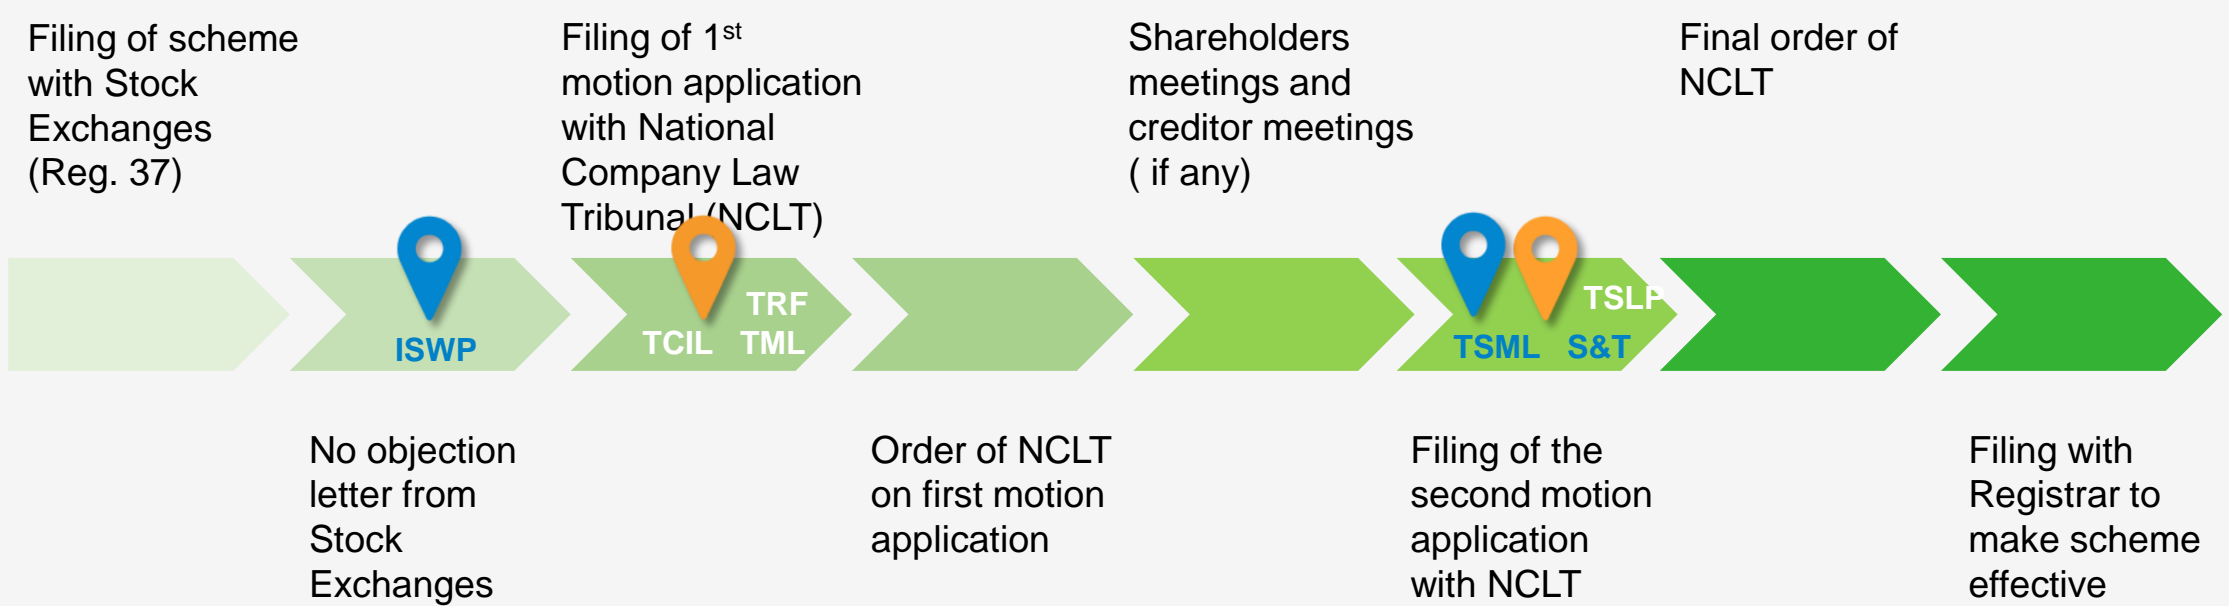 Filing of scheme
with Stock
Exchanges
(Reg. 37)
Filing of 1st
motion application
with National
Company Law
Tribunal (NCLT)
Shareholders
meetings and
creditor meetings
( if any)
Final order of
NCLT
ISWP
TRF
TCIL TML
TSLP
TSML S&T
No objection
letter from
Stock
Exchanges
Order of NCLT
on first motion
application
Filing of the
second motion
application
with NCLT
Filing with
Registrar to
make scheme
effective